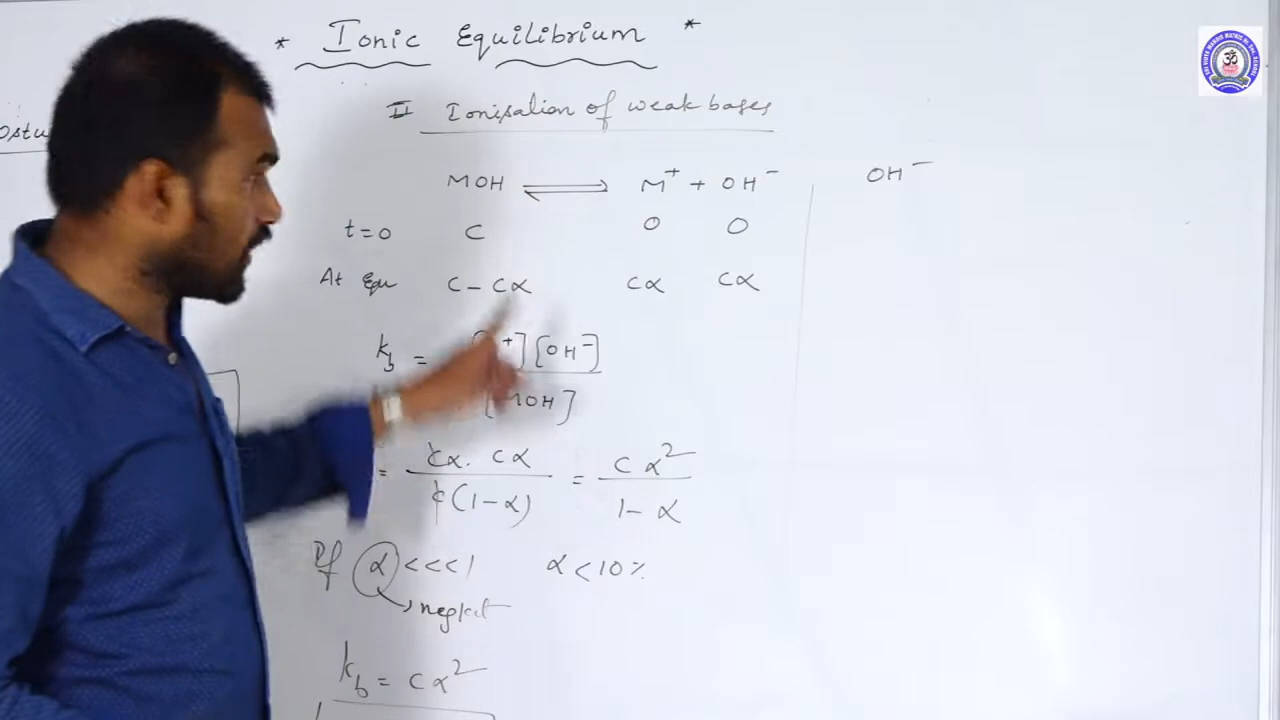 * Ionic Equilibrium *
II Ionisation of weak bases
MOH ⇌ M⁺ + OH⁻
t=0 C 0 0
At Equ C - Cα Cα Cα
k_b = [ ⁺][OH⁻] / [MOH]
= Cα. Cα / C(1-α) = Cα² / 1-α
If α <<<1 α < 10%
neglect
k_b = Cα²
OH⁻
ostu
ॐ